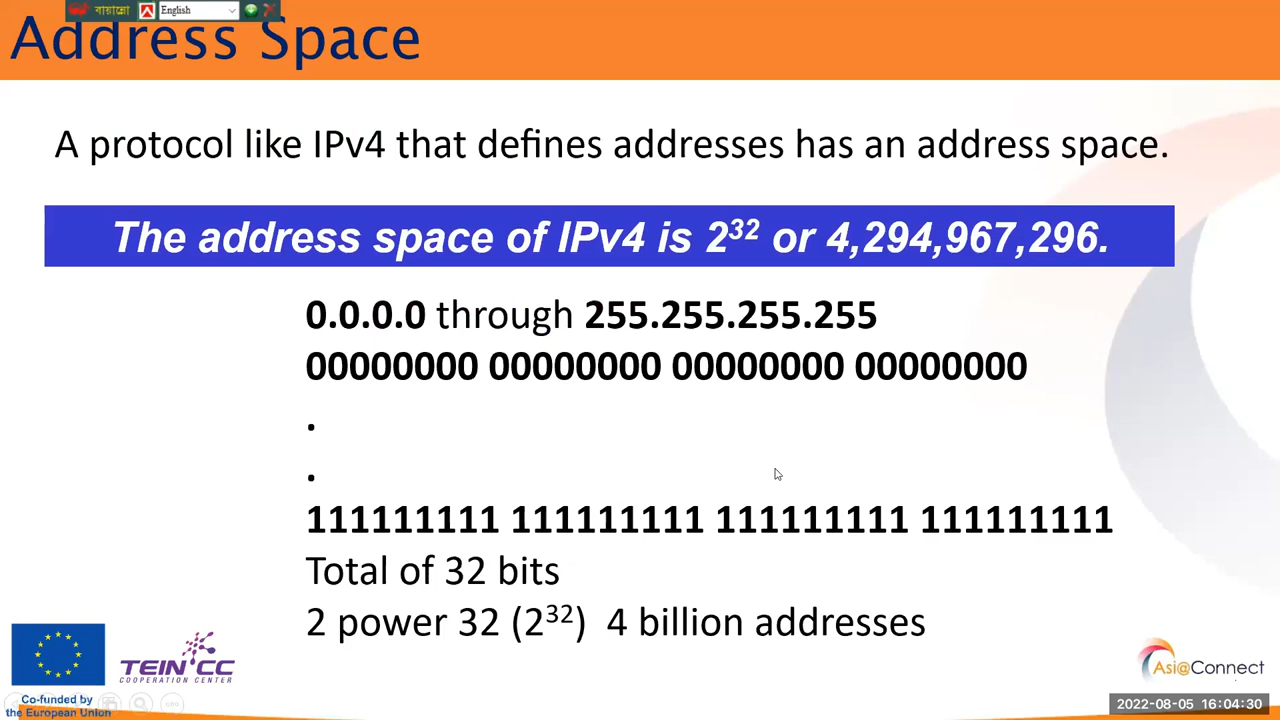 বায়ান্নো English
Address Space
A protocol like IPv4 that defines addresses has an address space.
The address space of IPv4 is 2³² or 4,294,967,296.
0.0.0.0 through 255.255.255.255
00000000 00000000 00000000 00000000
.
.
111111111 111111111 111111111 111111111
Total of 32 bits
2 power 32 (2³²) 4 billion addresses
TEIN*CC
COOPERATION CENTER
Asi@Connect
Co-funded by
the European Union
2022-08-05 16:04:30